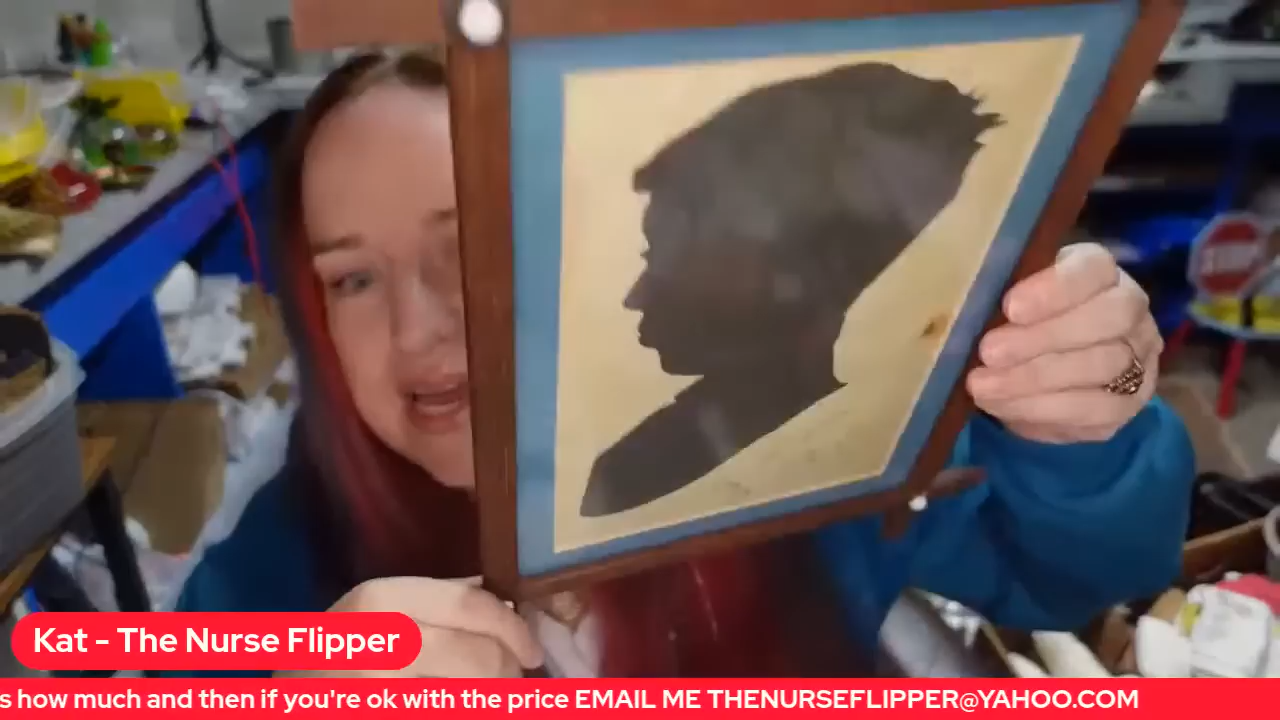 STOP
Kat - The Nurse Flipper
s how much and then if you're ok with the price EMAIL ME THENURSEFLIPPER@YAHOO.COM